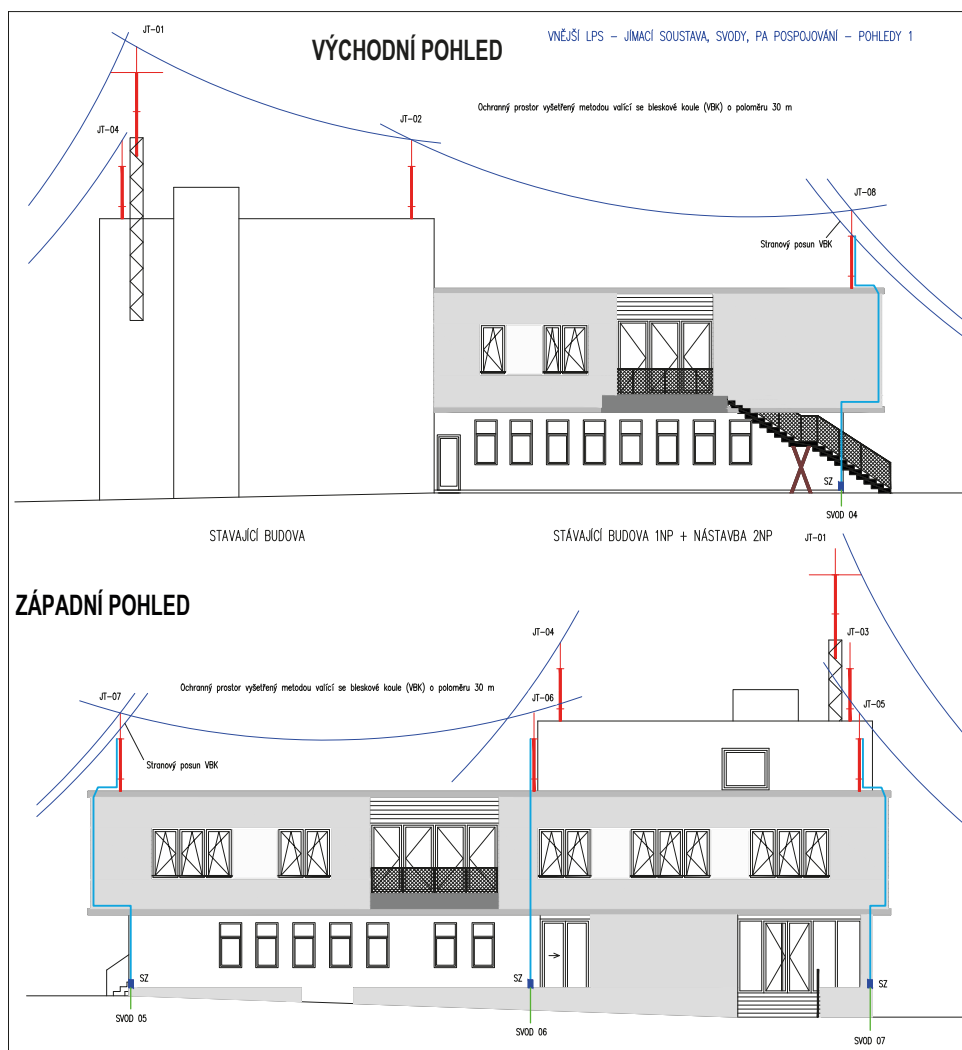 JT-01
VÝCHODNÍ POHLED
VNĚJŠÍ LPS – JÍMACÍ SOUSTAVA, SVODY, PA POSPOJOVÁNÍ – POHLEDY 1
Ochranný prostor vyšetřený metodou valící se bleskové koule (VBK) o poloměru 30 m
JT-04
JT-02
JT-08
Stranový posun VBK
SZ
SVOD 04
STAVAJÍCÍ BUDOVA
STÁVAJÍCÍ BUDOVA 1NP + NÁSTAVBA 2NP
JT-01
ZÁPADNÍ POHLED
JT-04
JT-03
Ochranný prostor vyšetřený metodou valící se bleskové koule (VBK) o poloměru 30 m
JT-07
JT-06
JT-05
Stranový posun VBK
SZ
SZ
SZ
SVOD 05
SVOD 06
SVOD 07